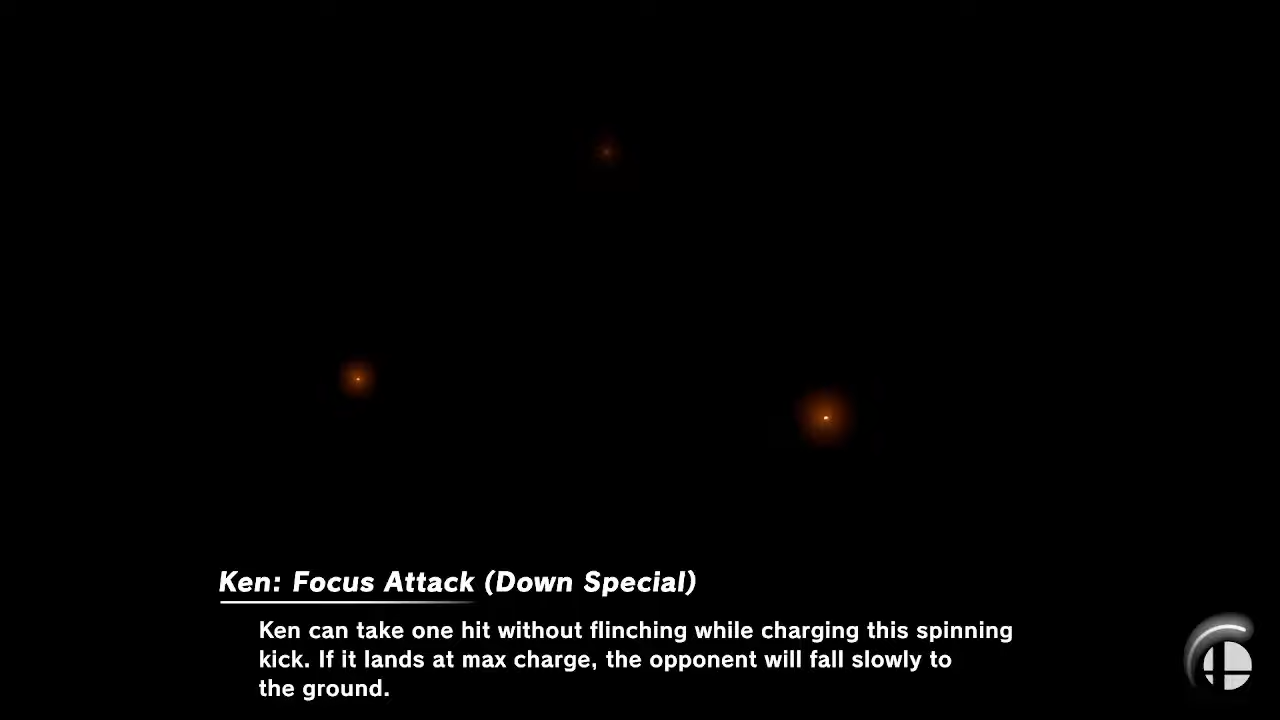 Ken: Focus Attack (Down Special)
Ken can take one hit without flinching while charging this spinning
kick. If it lands at max charge, the opponent will fall slowly to
the ground.